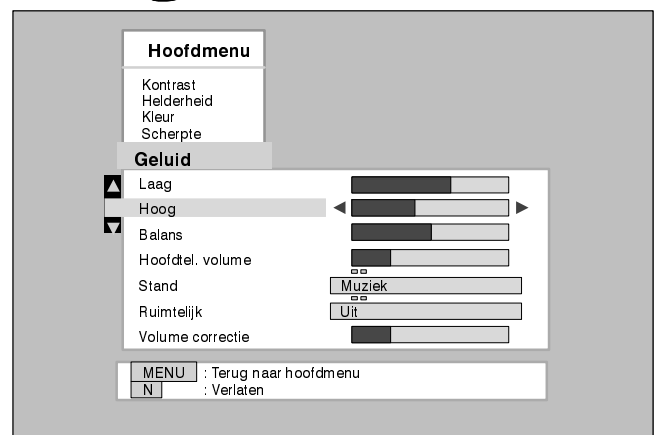 Hoofdmenu
Kontrast
Helderheid
Kleur
Scherpte
Geluid
Laag
Hoog
Balans
Hoofdtel. volume
Stand Muziek
Ruimtelijk Uit
Volume correctie
MENU : Terug naar hoofdmenu
N : Verlaten